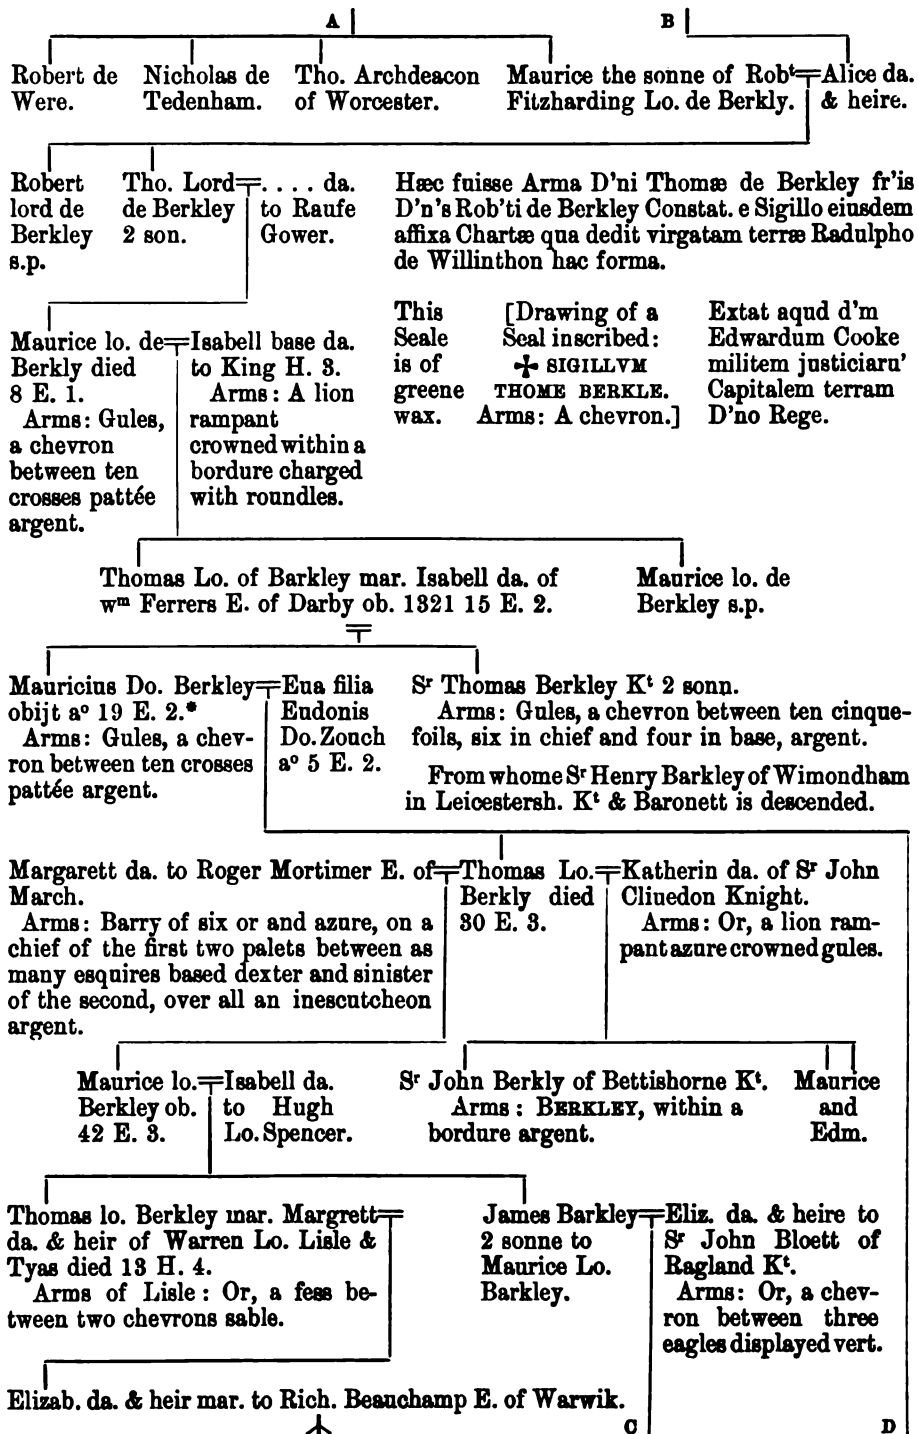 A B
Robert de Were.
Nicholas de Tedenham.
Tho. Archdeacon of Worcester.
Maurice the sonne of Robᵗ Fitzharding Lo. de Berkly.
Alice da. & heire.
Robert
lord de
Berkley
s.p.
Tho. Lord
de Berkley
2 son.
. . . . da.
to Raufe
Gower.
Hæc fuisse Arma D'ni Thomæ de Berkley fr'is
D'n's Rob'ti de Berkley Constat. e Sigillo eiusdem
affixa Chartæ qua dedit virgatam terræ Radulpho
de Willinthon hac forma.
This
Seale
is of
greene
wax.
[Drawing of a
Seal inscribed:
✢ SIGILLVM
THOME BERKLE.
Arms: A chevron.]
Extat aqud d'm
Edwardum Cooke
militem justiciaru'
Capitalem terram
D'no Rege.
Maurice lo. de
Berkly died
8 E. 1.
Arms: Gules,
a chevron
between ten
crosses pattée
argent.
Isabell base da.
to King H. 3.
Arms: A lion
rampant
crowned within a
bordure charged
with roundles.
Thomas Lo. of Barkley mar. Isabell da. of
wᵐ Ferrers E. of Darby ob. 1321 15 E. 2.
Maurice lo. de
Berkley s.p.
Mauricius Do. Berkley
obijt aº 19 E. 2.*
Arms: Gules, a chev-
ron between ten crosses
pattée argent.
Eua filia
Eudonis
Do. Zouch
aº 5 E. 2.
Sʳ Thomas Berkley Kᵗ 2 sonn.
Arms: Gules, a chevron between ten cinque-
foils, six in chief and four in base, argent.
From whome Sʳ Henry Barkley of Wimondham
in Leicestersh. Kᵗ & Baronett is descended.
Margarett da. to Roger Mortimer E. of
March.
Arms: Barry of six or and azure, on a
chief of the first two palets between as
many esquires based dexter and sinister
of the second, over all an inescutcheon
argent.
Thomas Lo.
Berkly died
30 E. 3.
Katherin da. of Sʳ John
Cliuedon Knight.
Arms: Or, a lion ram-
pant azure crowned gules.
Maurice lo.
Berkley ob.
42 E. 3.
Isabell da.
to Hugh
Lo. Spencer.
Sʳ John Berkly of Bettishorne Kᵗ.
Arms: BERKLEY, within a
bordure argent.
Maurice
and
Edm.
Thomas lo. Berkley mar. Margrett
da. & heir of Warren Lo. Lisle &
Tyas died 13 H. 4.
Arms of Lisle: Or, a fess be-
tween two chevrons sable.
James Barkley
2 sonne to
Maurice Lo.
Barkley.
Eliz. da. & heire to
Sʳ John Bloett of
Ragland Kᵗ.
Arms: Or, a chev-
ron between three
eagles displayed vert.
Elizab. da. & heir mar. to Rich. Beauchamp E. of Warwik.
C D